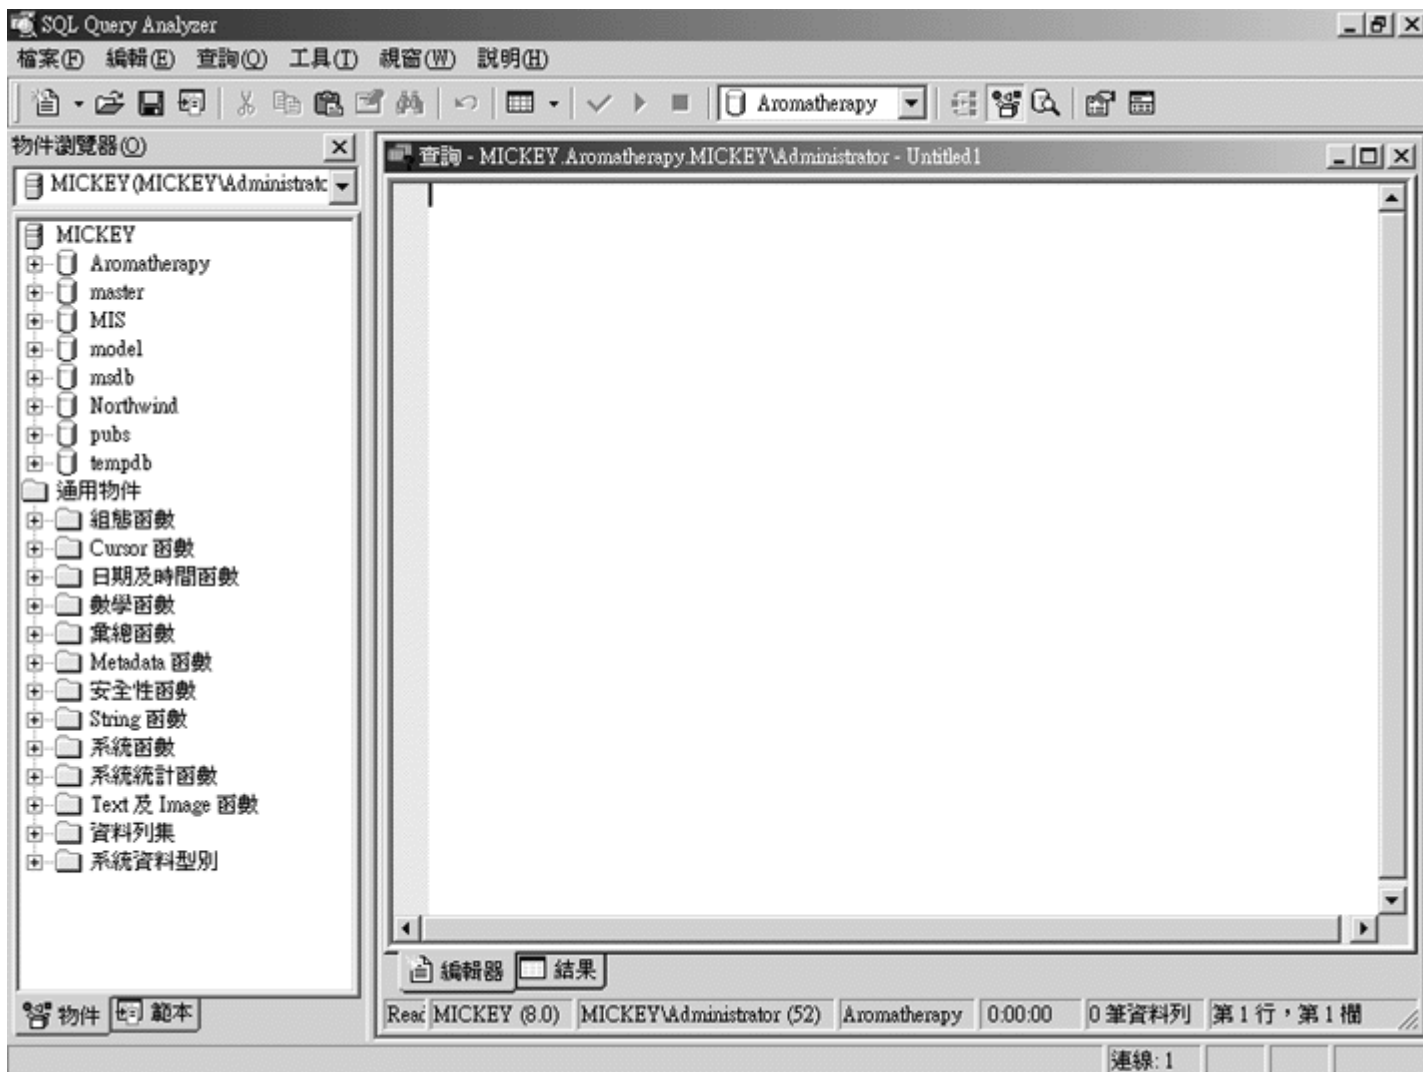 SQL Query Analyzer
檔案(F) 編輯(E) 查詢(Q) 工具(T) 視窗(W) 說明(H)
Aromatherapy
物件瀏覽器(O)
MICKEY(MICKEY\Administratc
MICKEY
Aromatherapy
master
MIS
model
msdb
Northwind
pubs
tempdb
通用物件
組態函數
Cursor 函數
日期及時間函數
數學函數
彙總函數
Metadata 函數
安全性函數
String 函數
系統函數
系統統計函數
Text 及 Image 函數
資料列集
系統資料型別
物件 範本
查詢 - MICKEY.Aromatherapy.MICKEY\Administrator - Untitled1
編輯器 結果
Read MICKEY (8.0) MICKEY\Administrator (52) Aromatherapy 0:00:00 0 筆資料列 第 1 行，第 1 欄
連線: 1